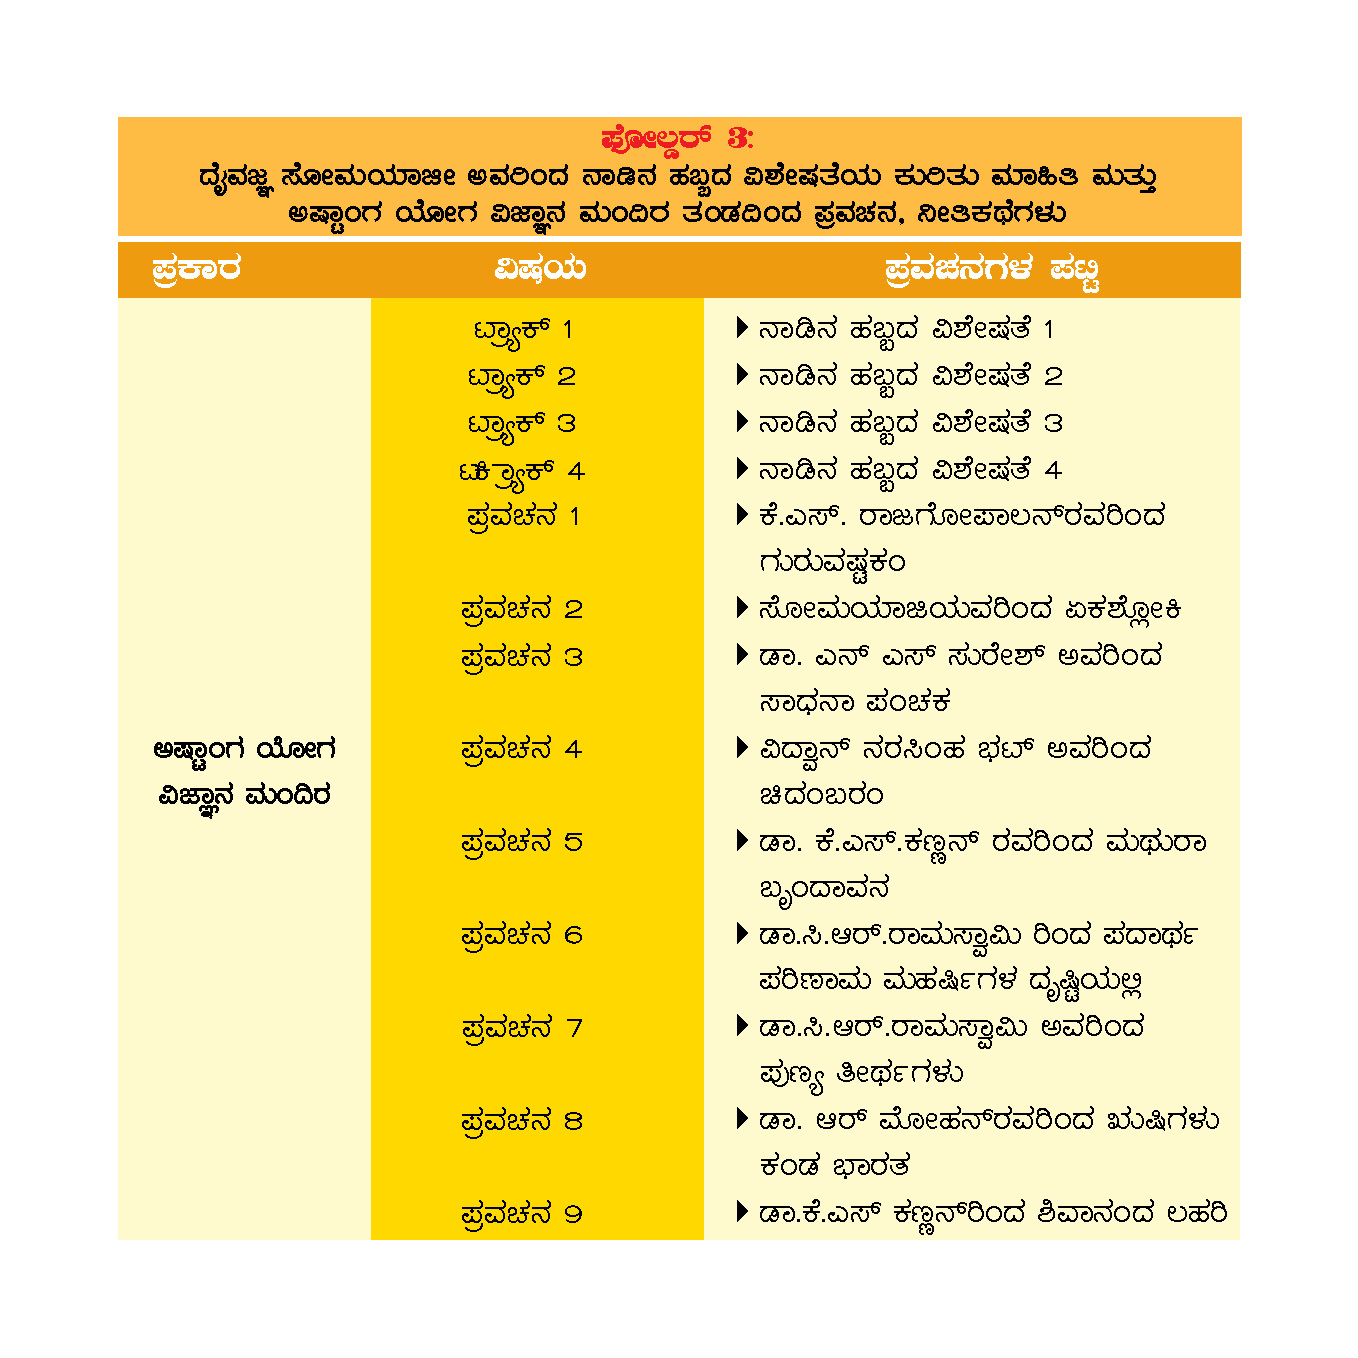 ಫೋಲ್ಡರ್ 3:
ದೈವಜ್ಞ ಸೋಮಯಾಜೀ ಅವರಿಂದ ನಾಡಿನ ಹಬ್ಬದ ವಿಶೇಷತೆಯ ಕುರಿತು ಮಾಹಿತಿ ಮತ್ತು
ಅಷ್ಟಾಂಗ ಯೋಗ ವಿಜ್ಞಾನ ಮಂದಿರ ತಂಡದಿಂದ ಪ್ರವಚನ, ನೀತಿಕಥೆಗಳು
ಪ್ರಕಾರ ವಿಷಯ ಪ್ರವಚನಗಳ ಪಟ್ಟಿ
ಟ್ರ್ಯಾಕ್ 1 ನಾಡಿನ ಹಬ್ಬದ ವಿಶೇಷತೆ 1
ಟ್ರ್ಯಾಕ್ 2 ನಾಡಿನ ಹಬ್ಬದ ವಿಶೇಷತೆ 2
ಟ್ರ್ಯಾಕ್ 3 ನಾಡಿನ ಹಬ್ಬದ ವಿಶೇಷತೆ 3
4 ನಾಡಿನ ಹಬ್ಬದ ವಿಶೇಷತೆ 4
ಪ್ರವಚನ 1 ಕೆ.ಎಸ್. ರಾಜಗೋಪಾಲನ್‌ರವರಿಂದ
ಗುರುವಷ್ಟಕಂ
ಪ್ರವಚನ 2 ಸೋಮಯಾಜಿಯವರಿಂದ ಏಕಶ್ಲೋಕಿ
ಪ್ರವಚನ 3 ಡಾ. ಎನ್ ಎಸ್ ಸುರೇಶ್ ಅವರಿಂದ
ಸಾಧನಾ ಪಂಚಕ
ಅಷ್ಟಾಂಗ ಯೋಗ ಪ್ರವಚನ 4 ವಿದ್ವಾನ್ ನರಸಿಂಹ ಭಟ್ ಅವರಿಂದ
ವಿಜ್ಞಾನ ಮಂದಿರ ಚಿದಂಬರಂ
ಪ್ರವಚನ 5 ಡಾ. ಕೆ.ಎಸ್.ಕಣ್ಣನ್ ರವರಿಂದ ಮಥುರಾ
ಬೃಂದಾವನ
ಪ್ರವಚನ 6 ಡಾ.ಸಿ.ಆರ್.ರಾಮಸ್ವಾಮಿ ರಿಂದ ಪದಾರ್ಥ
ಪರಿಣಾಮ ಮಹರ್ಷಿಗಳ ದೃಷ್ಟಿಯಲ್ಲಿ
ಪ್ರವಚನ 7 ಡಾ.ಸಿ.ಆರ್.ರಾಮಸ್ವಾಮಿ ಅವರಿಂದ
ಪುಣ್ಯ ತೀರ್ಥಗಳು
ಪ್ರವಚನ 8 ಡಾ. ಆರ್ ಮೋಹನ್‌ರವರಿಂದ ಋಷಿಗಳು
ಕಂಡ ಭಾರತ
ಪ್ರವಚನ 9 ಡಾ.ಕೆ.ಎಸ್ ಕಣ್ಣನ್‌ರಿಂದ ಶಿವಾನಂದ ಲಹರಿ